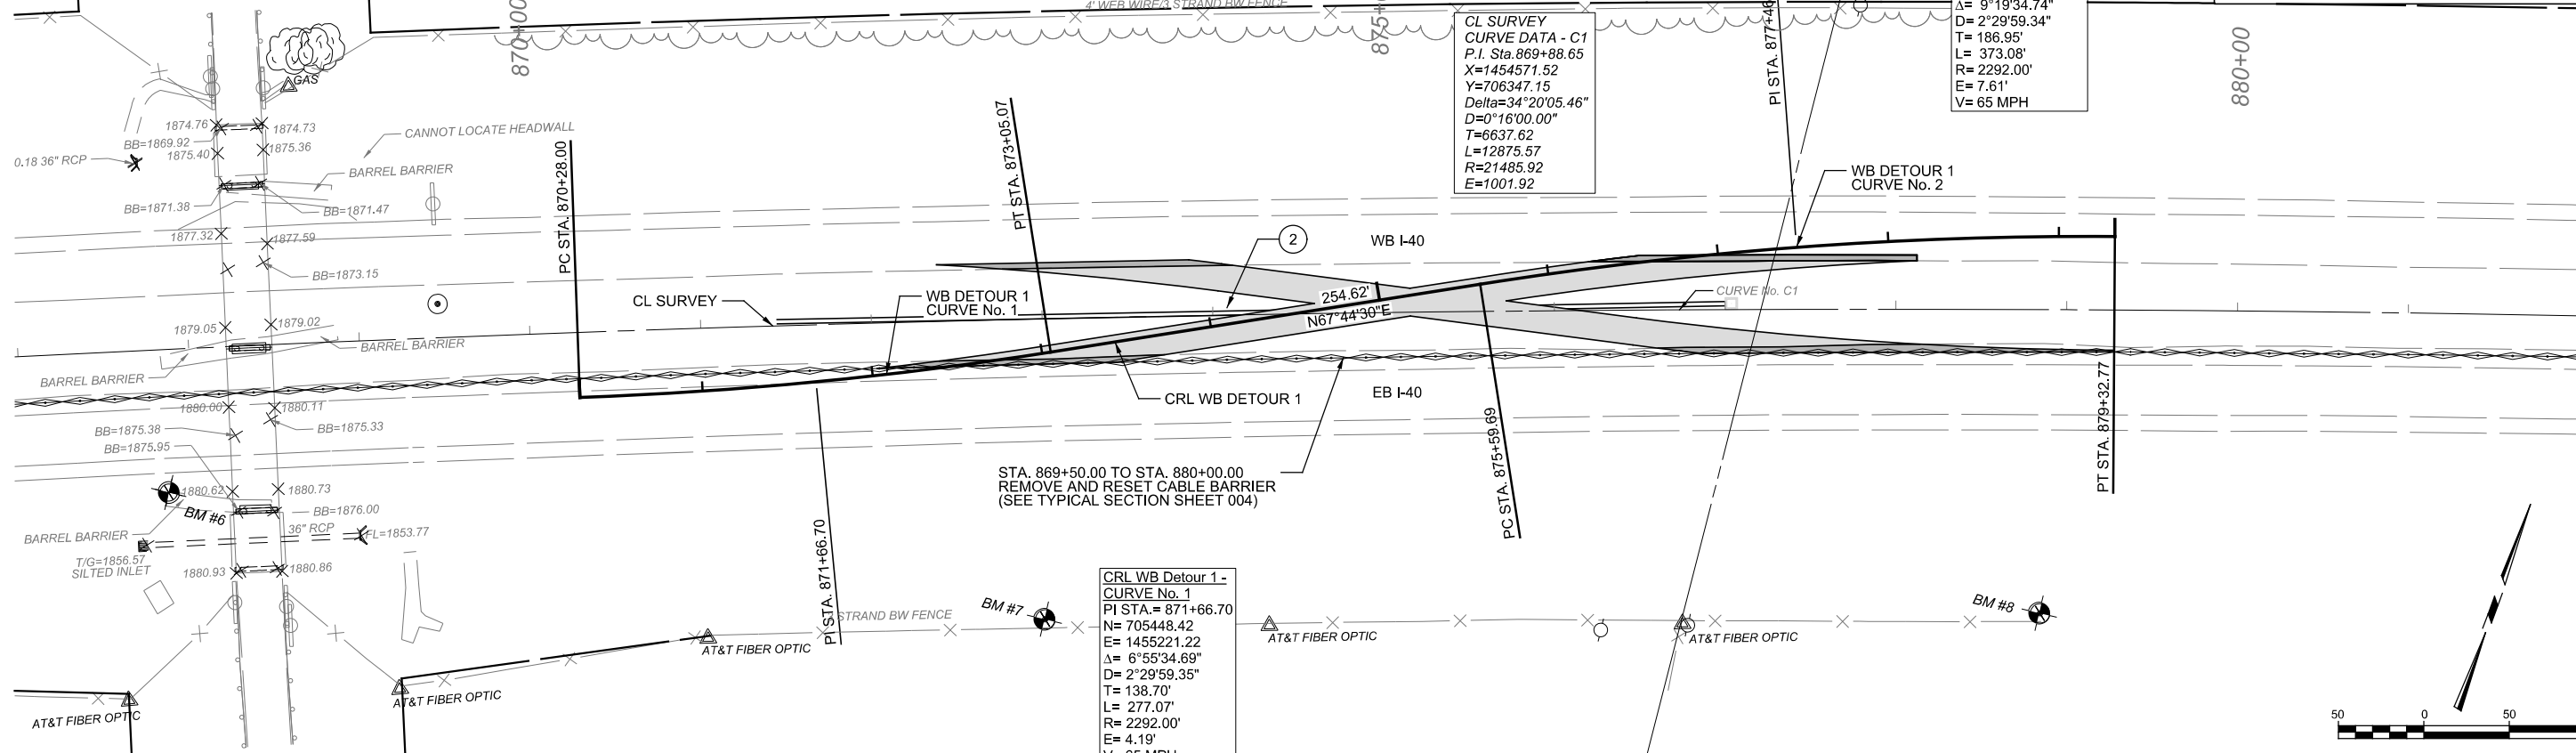 4' WEB WIRE/3 STRAND BW FENCE
870+00
880+00
GAS
1874.76
1874.73
BB=1869.92
1875.40
1875.36
CANNOT LOCATE HEADWALL
0.18 36" RCP
BARREL BARRIER
BB=1871.38
BB=1871.47
1877.32
1877.59
BB=1873.15
1879.05
1879.02
BARREL BARRIER
BARREL BARRIER
1880.00
1880.11
BB=1875.38
BB=1875.33
BB=1875.95
1880.62
1880.73
BM #6
BB=1876.00
36" RCP
BARREL BARRIER
FL=1853.77
T/G=1856.57
SILTED INLET
1880.93
1880.86
AT&T FIBER OPTIC
AT&T FIBER OPTIC
AT&T FIBER OPTIC
PC STA. 870+28.00
PI STA. 871+66.70
PT STA. 873+05.07
PC STA. 875+59.69
PI STA. 877+46
PT STA. 879+32.77
CL SURVEY
CURVE DATA - C1
P.I. Sta.869+88.65
X=1454571.52
Y=706347.15
Delta=34°20'05.46"
D=0°16'00.00"
T=6637.62
L=12875.57
R=21485.92
E=1001.92
Δ= 9°19'34.74"
D= 2°29'59.34"
T= 186.95'
L= 373.08'
R= 2292.00'
E= 7.61'
V= 65 MPH
WB DETOUR 1
CURVE No. 2
2
WB I-40
CL SURVEY
WB DETOUR 1
CURVE No. 1
254.62'
N67°44'30"E
CURVE No. C1
CRL WB DETOUR 1
EB I-40
STA. 869+50.00 TO STA. 880+00.00
REMOVE AND RESET CABLE BARRIER
(SEE TYPICAL SECTION SHEET 004)
STRAND BW FENCE
BM #7
CRL WB Detour 1 -
CURVE No. 1
PI STA.= 871+66.70
N= 705448.42
E= 1455221.22
Δ= 6°55'34.69"
D= 2°29'59.35"
T= 138.70'
L= 277.07'
R= 2292.00'
E= 4.19'
AT&T FIBER OPTIC
AT&T FIBER OPTIC
BM #8
50 0 50